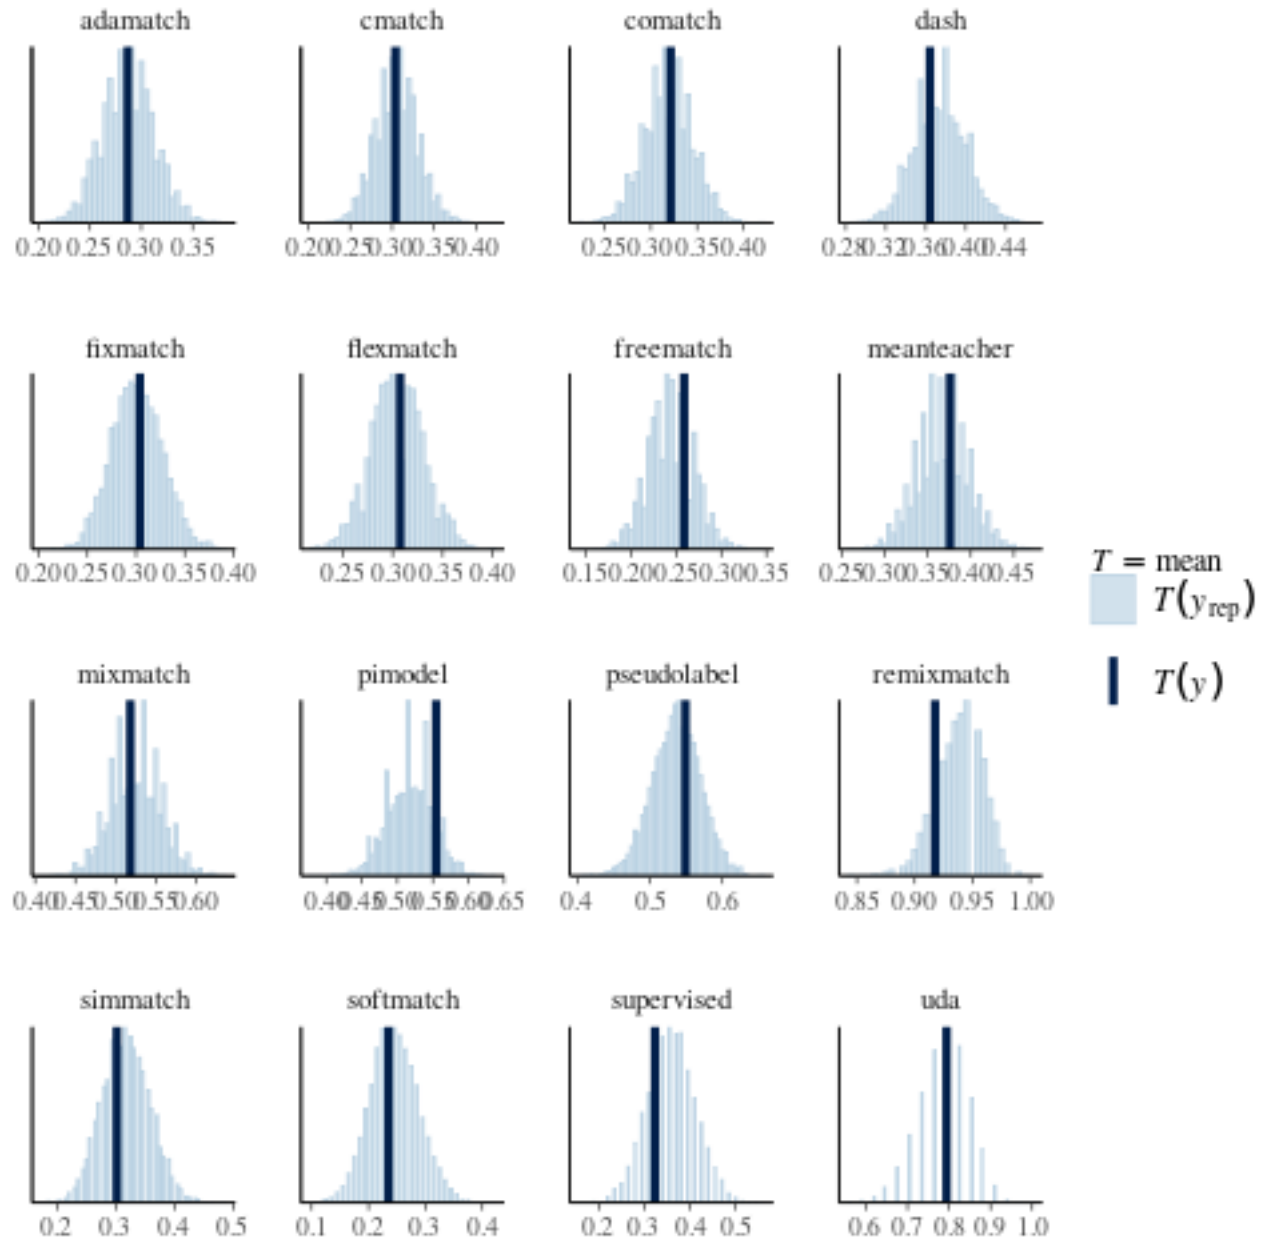 adamatch cmatch comatch dash
0.20 0.25 0.30 0.35 0.20 0.25 0.30 0.35 0.40 0.25 0.30 0.35 0.40 0.28 0.32 0.36 0.40 0.44
fixmatch flexmatch freematch meanteacher
0.20 0.25 0.30 0.35 0.40 0.25 0.30 0.35 0.40 0.15 0.20 0.25 0.30 0.35 0.25 0.30 0.35 0.40 0.45
T = mean
T(y_rep)
mixmatch pimodel pseudolabel remixmatch
T(y)
0.40 0.45 0.50 0.55 0.60 0.40 0.45 0.50 0.55 0.60 0.65 0.4 0.5 0.6 0.85 0.90 0.95 1.00
simmatch softmatch supervised uda
0.2 0.3 0.4 0.5 0.1 0.2 0.3 0.4 0.2 0.3 0.4 0.5 0.6 0.7 0.8 0.9 1.0